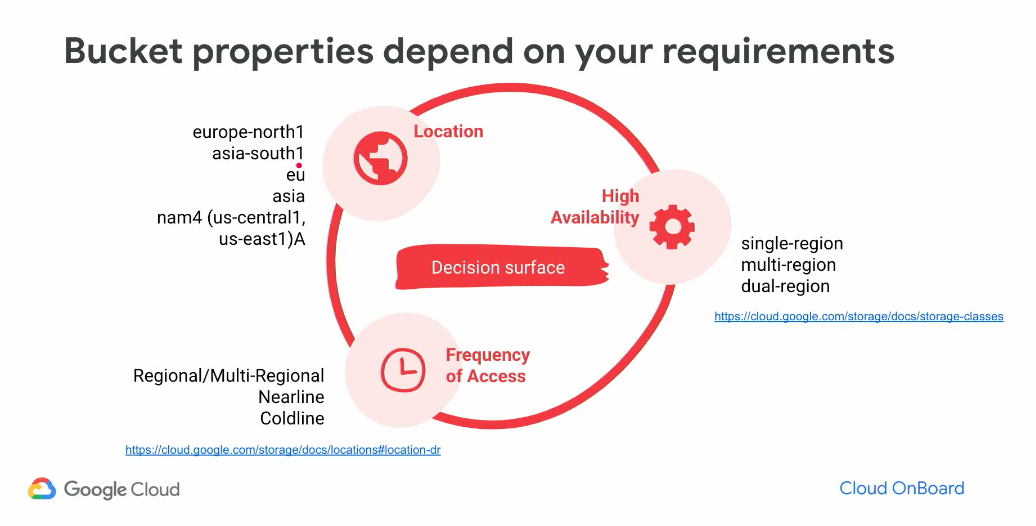 Bucket properties depend on your requirements
Location
europe-north1
asia-south1
eu
asia
nam4 (us-central1,
us-east1)A
High
Availability
single-region
multi-region
dual-region
https://cloud.google.com/storage/docs/storage-classes
Decision surface
Frequency
of Access
Regional/Multi-Regional
Nearline
Coldline
https://cloud.google.com/storage/docs/locations#location-dr
Google Cloud
Cloud OnBoard